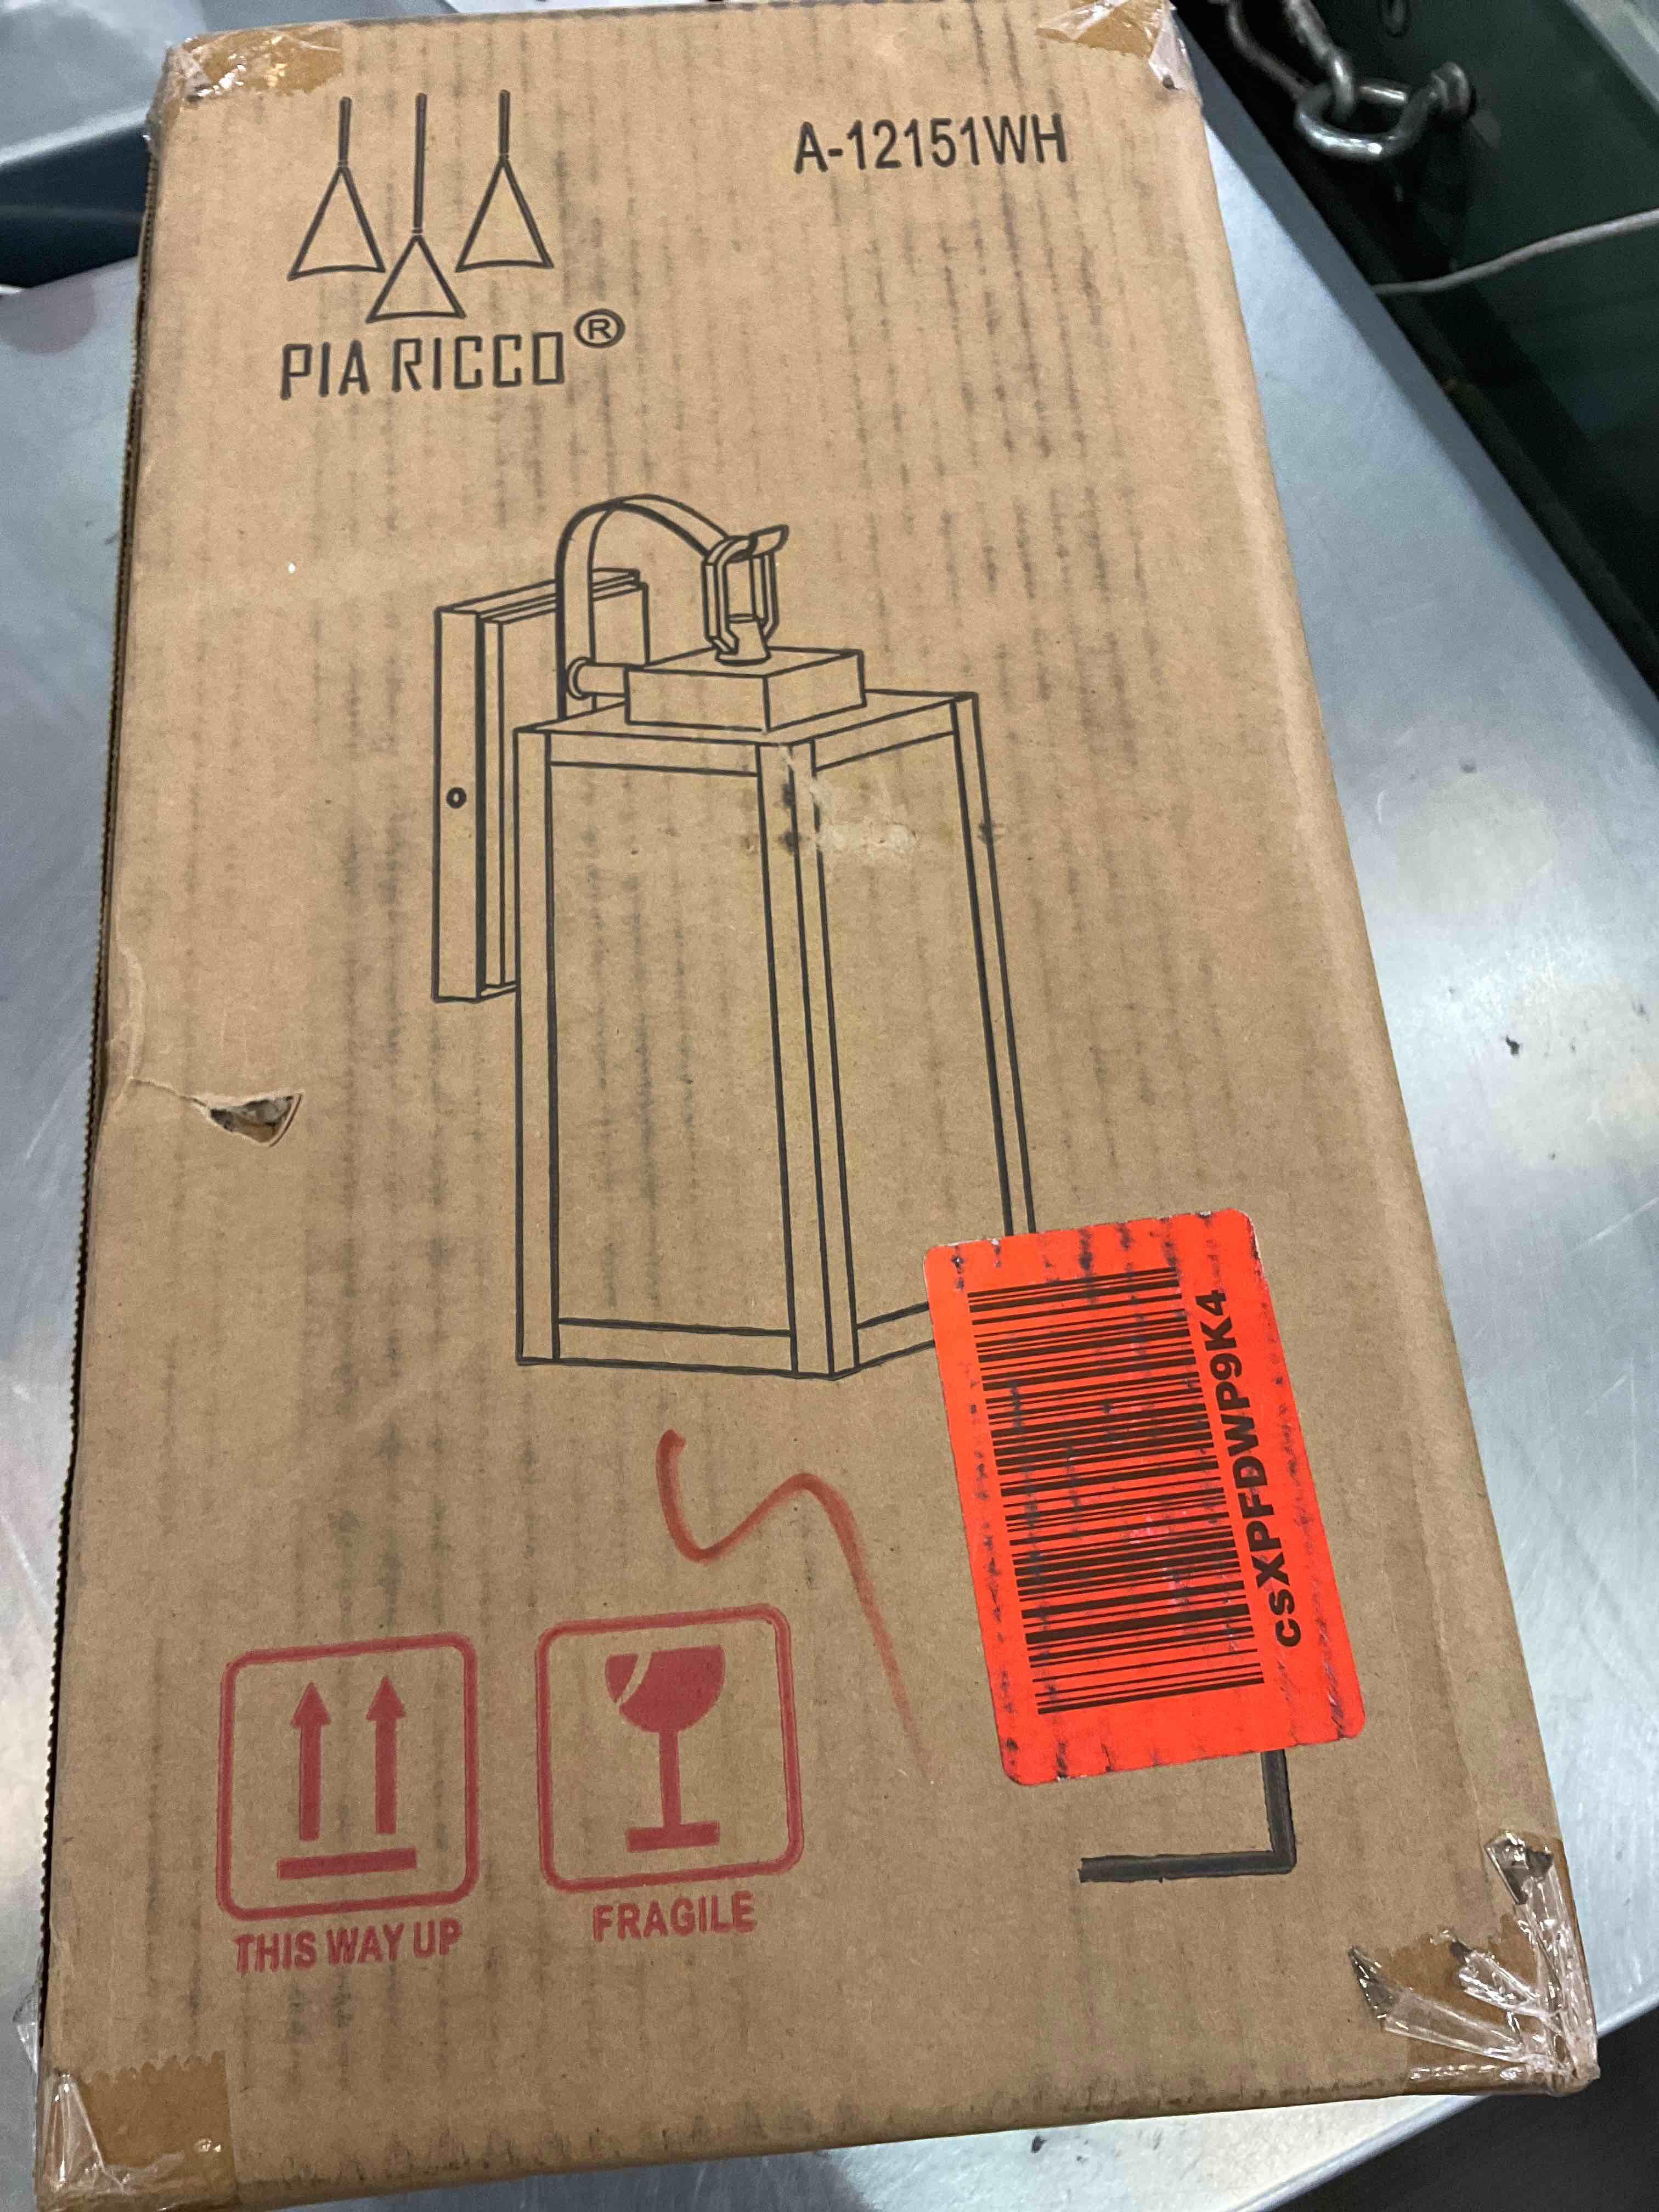 A-12151WH
PIA RICCO®
csXPFDWP9K4
THIS WAY UP
FRAGILE